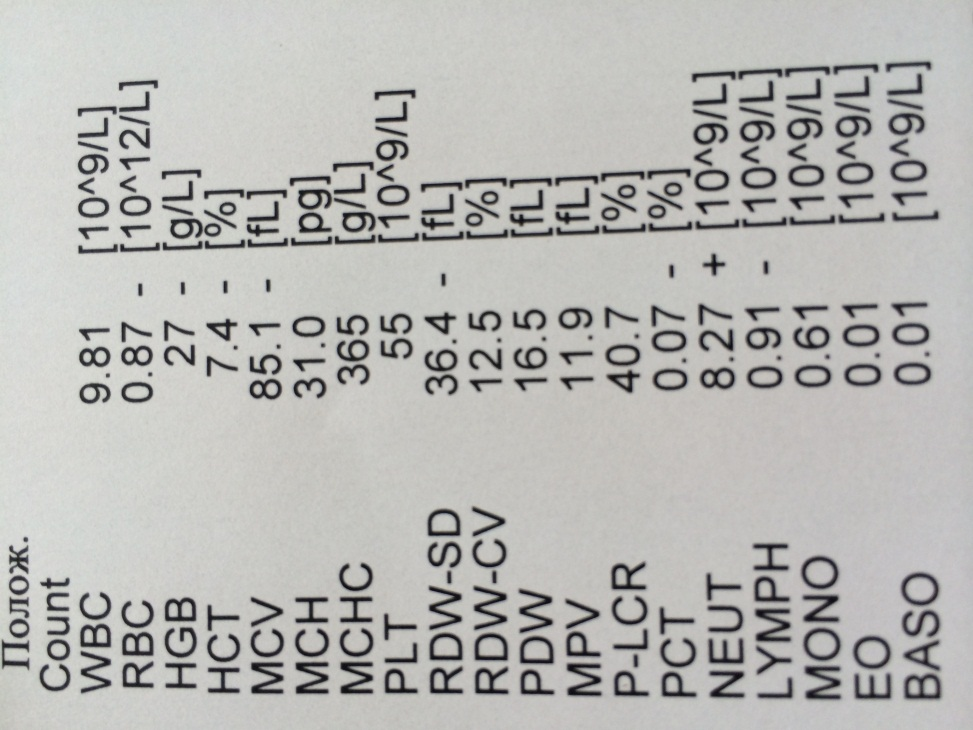 Полож.
Count
WBC 9.81 [10^9/L]
RBC 0.87 - [10^12/L]
HGB 27 - [g/L]
HCT 7.4 - [%]
MCV 85.1 - [fL]
MCH 31.0 [pg]
MCHC 365 [g/L]
PLT 55 [10^9/L]
RDW-SD 36.4 - [fL]
RDW-CV 12.5 [%]
PDW 16.5 [fL]
MPV 11.9 [fL]
P-LCR 40.7 [%]
PCT 0.07 - [%]
NEUT 8.27 + [10^9/L]
LYMPH 0.91 - [10^9/L]
MONO 0.61 [10^9/L]
EO 0.01 [10^9/L]
BASO 0.01 [10^9/L]